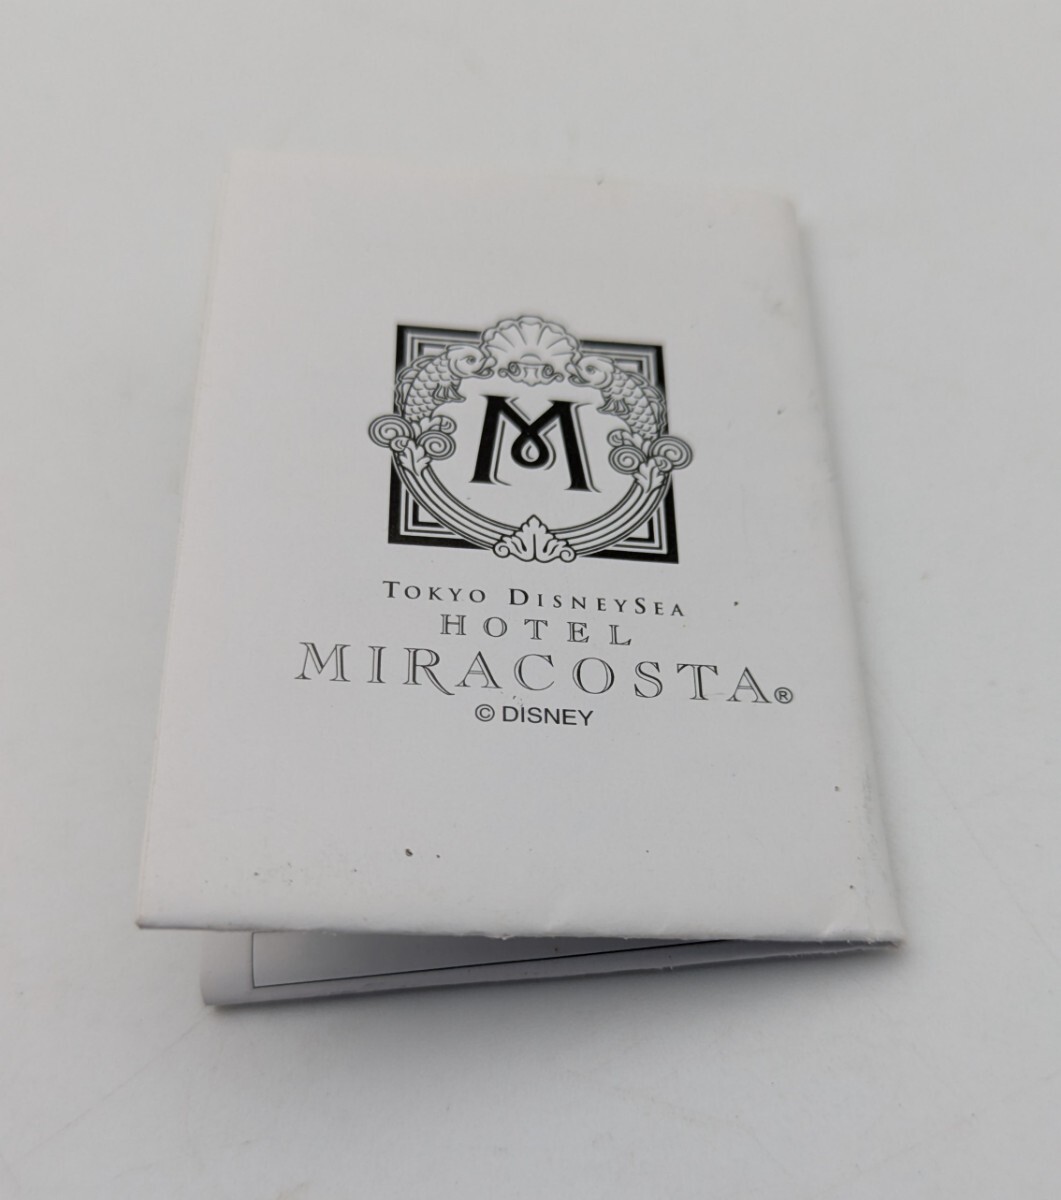 M
TOKYO DISNEYSEA
HOTEL
MIRACOSTA®
© DISNEY